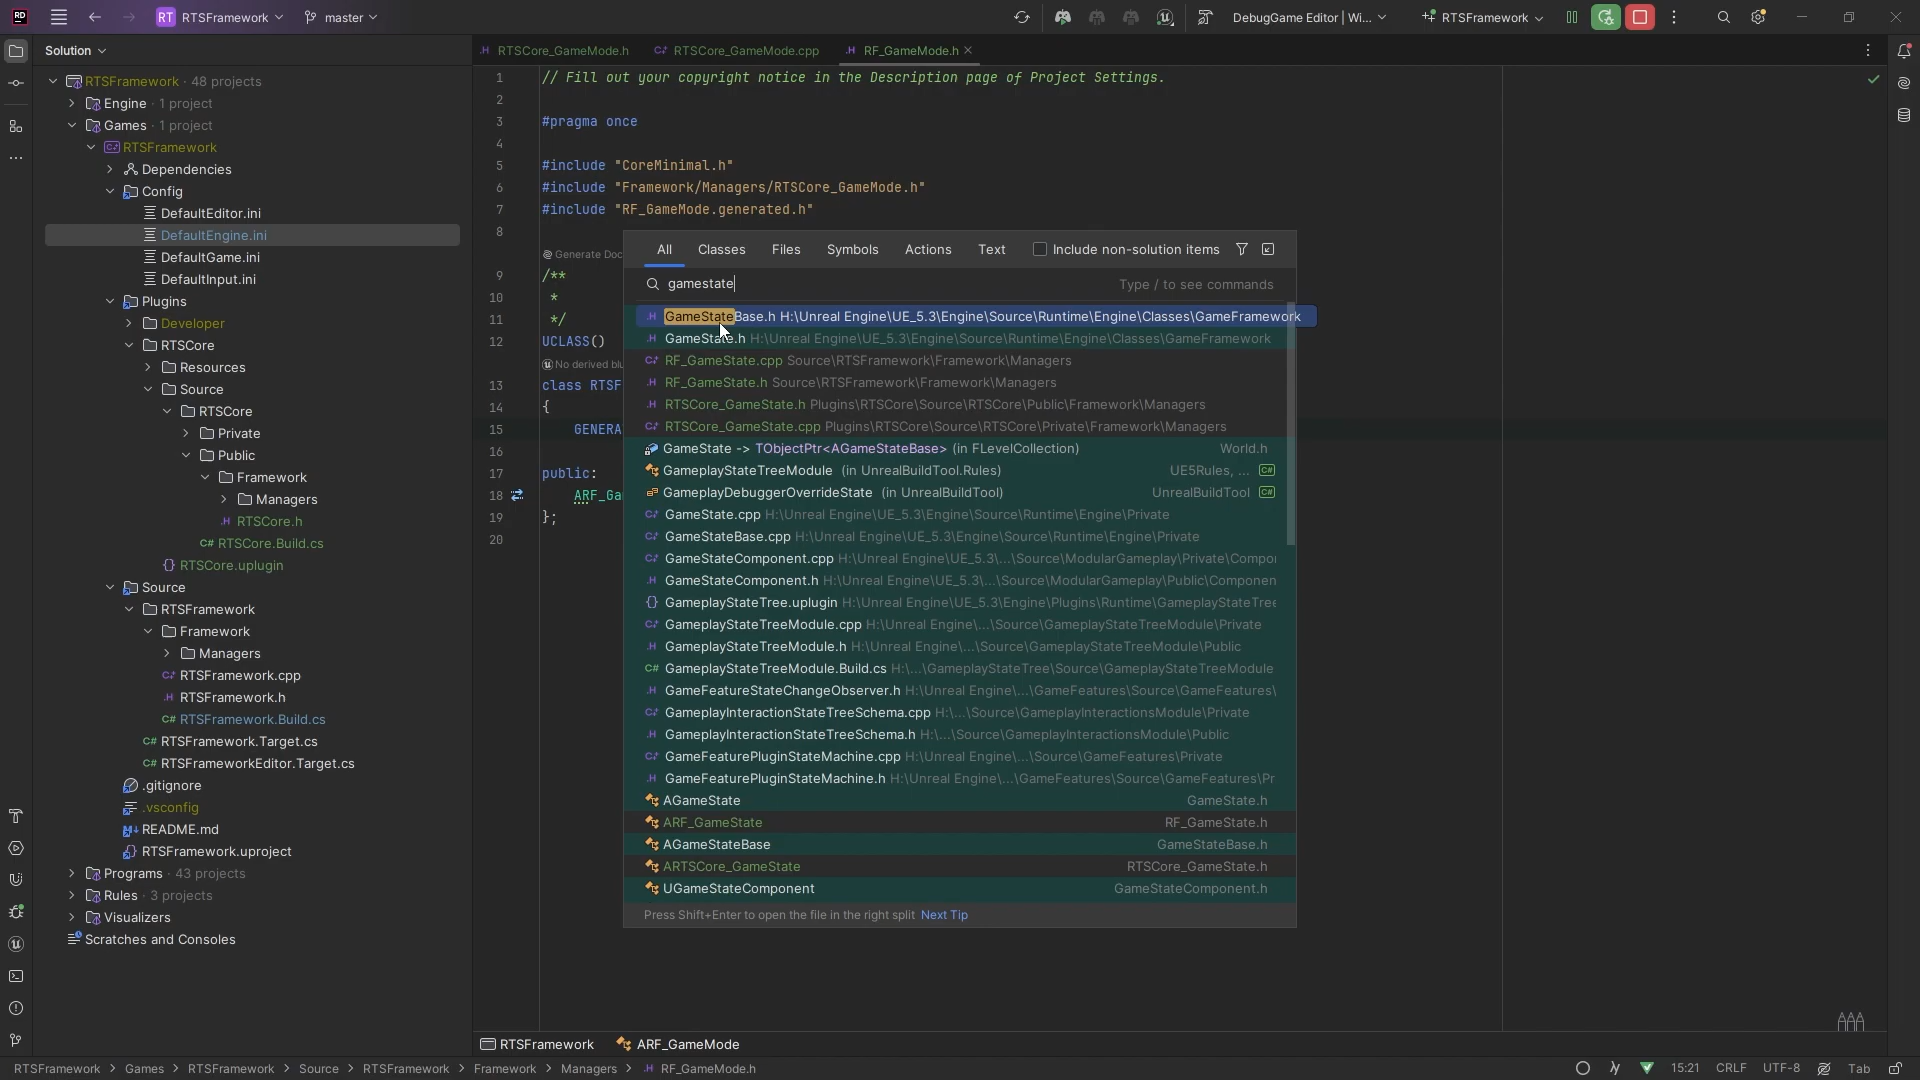 RD
RT RTSFramework
master
DebugGame Editor | Wi...
RTSFramework
Solution
RTSCore_GameMode.h
RTSCore_GameMode.cpp
RF_GameMode.h
RTSFramework · 48 projects
Engine · 1 project
Games · 1 project
RTSFramework
Dependencies
Config
DefaultEditor.ini
DefaultEngine.ini
DefaultGame.ini
DefaultInput.ini
Plugins
Developer
RTSCore
Resources
Source
RTSCore
Private
Public
Framework
Managers
RTSCore.h
RTSCore.Build.cs
RTSCore.uplugin
Source
RTSFramework
Framework
Managers
RTSFramework.cpp
RTSFramework.h
RTSFramework.Build.cs
RTSFramework.Target.cs
RTSFrameworkEditor.Target.cs
.gitignore
.vsconfig
README.md
RTSFramework.uproject
Programs · 43 projects
Rules · 3 projects
Visualizers
Scratches and Consoles
1 // Fill out your copyright notice in the Description page of Project Settings.
2
3 #pragma once
4
5 #include "CoreMinimal.h"
6 #include "Framework/Managers/RTSCore_GameMode.h"
7 #include "RF_GameMode.generated.h"
8
Generate Doc
9 /**
10 *
11 */
12 UCLASS()
No derived blu
13 class RTSF
14 {
15 GENERA
16
17 public:
18 ARF_Ga
19 };
20
All Classes Files Symbols Actions Text Include non-solution items
gamestate Type / to see commands
GameStateBase.h H:\Unreal Engine\UE_5.3\Engine\Source\Runtime\Engine\Classes\GameFramework
GameState.h H:\Unreal Engine\UE_5.3\Engine\Source\Runtime\Engine\Classes\GameFramework
RF_GameState.cpp Source\RTSFramework\Framework\Managers
RF_GameState.h Source\RTSFramework\Framework\Managers
RTSCore_GameState.h Plugins\RTSCore\Source\RTSCore\Public\Framework\Managers
RTSCore_GameState.cpp Plugins\RTSCore\Source\RTSCore\Private\Framework\Managers
GameState -> TObjectPtr<AGameStateBase> (in FLevelCollection) World.h
GameplayStateTreeModule (in UnrealBuildTool.Rules) UE5Rules, ... C#
GameplayDebuggerOverrideState (in UnrealBuildTool) UnrealBuildTool C#
GameState.cpp H:\Unreal Engine\UE_5.3\Engine\Source\Runtime\Engine\Private
GameStateBase.cpp H:\Unreal Engine\UE_5.3\Engine\Source\Runtime\Engine\Private
GameStateComponent.cpp H:\Unreal Engine\UE_5.3\...\Source\ModularGameplay\Private\Compor
GameStateComponent.h H:\Unreal Engine\UE_5.3\...\Source\ModularGameplay\Public\Componen
GameplayStateTree.uplugin H:\Unreal Engine\UE_5.3\Engine\Plugins\Runtime\GameplayStateTree
GameplayStateTreeModule.cpp H:\Unreal Engine\...\Source\GameplayStateTreeModule\Private
GameplayStateTreeModule.h H:\Unreal Engine\...\Source\GameplayStateTreeModule\Public
GameplayStateTreeModule.Build.cs H:\...\GameplayStateTree\Source\GameplayStateTreeModule
GameFeatureStateChangeObserver.h H:\Unreal Engine\...\GameFeatures\Source\GameFeatures\
GameplayInteractionStateTreeSchema.cpp H:\...\Source\GameplayInteractionsModule\Private
GameplayInteractionStateTreeSchema.h H:\...\Source\GameplayInteractionsModule\Public
GameFeaturePluginStateMachine.cpp H:\Unreal Engine\...\Source\GameFeatures\Private
GameFeaturePluginStateMachine.h H:\Unreal Engine\...\GameFeatures\Source\GameFeatures\Pr
AGameState GameState.h
ARF_GameState RF_GameState.h
AGameStateBase GameStateBase.h
ARTSCore_GameState RTSCore_GameState.h
UGameStateComponent GameStateComponent.h
Press Shift+Enter to open the file in the right split Next Tip
RTSFramework ARF_GameMode
RTSFramework > Games > RTSFramework > Source > RTSFramework > Framework > Managers > RF_GameMode.h
15:21 CRLF UTF-8 Tab